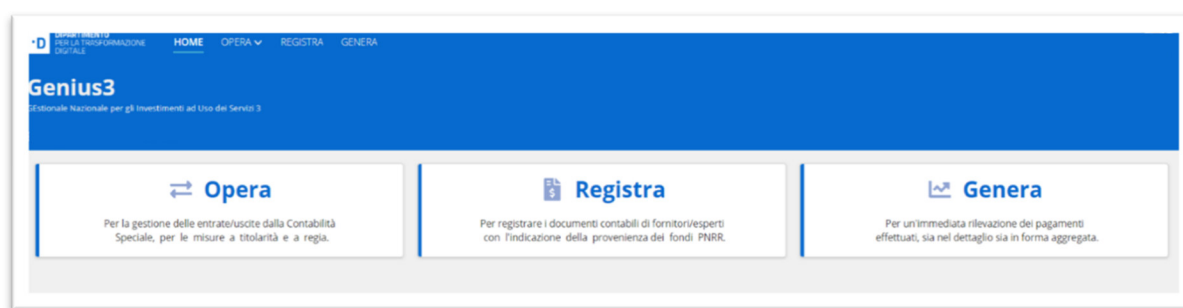 DIPARTIMENTO
PER LA TRASFORMAZIONE
DIGITALE
HOME OPERA REGISTRA GENERA
Genius3
GEstionale Nazionale per gli Investimenti ad Uso dei Servizi 3
Opera
Per la gestione delle entrate/uscite dalla Contabilità
Speciale, per le misure a titolarità e a regia.
Registra
Per registrare i documenti contabili di fornitori/esperti
con l'indicazione della provenienza dei fondi PNRR.
Genera
Per un'immediata rilevazione dei pagamenti
effettuati, sia nel dettaglio sia in forma aggregata.